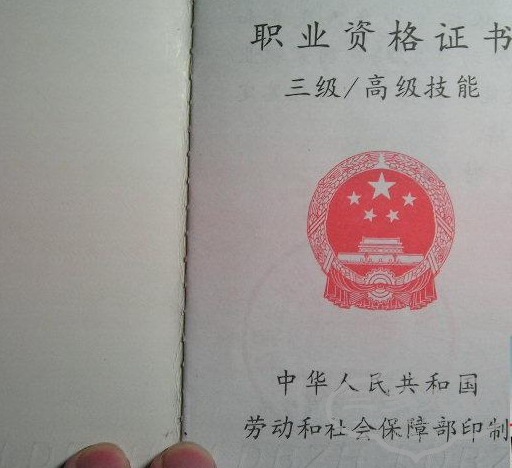 职业资格证书
三级/高级技能
中华人民共和国
劳动和社会保障部印制